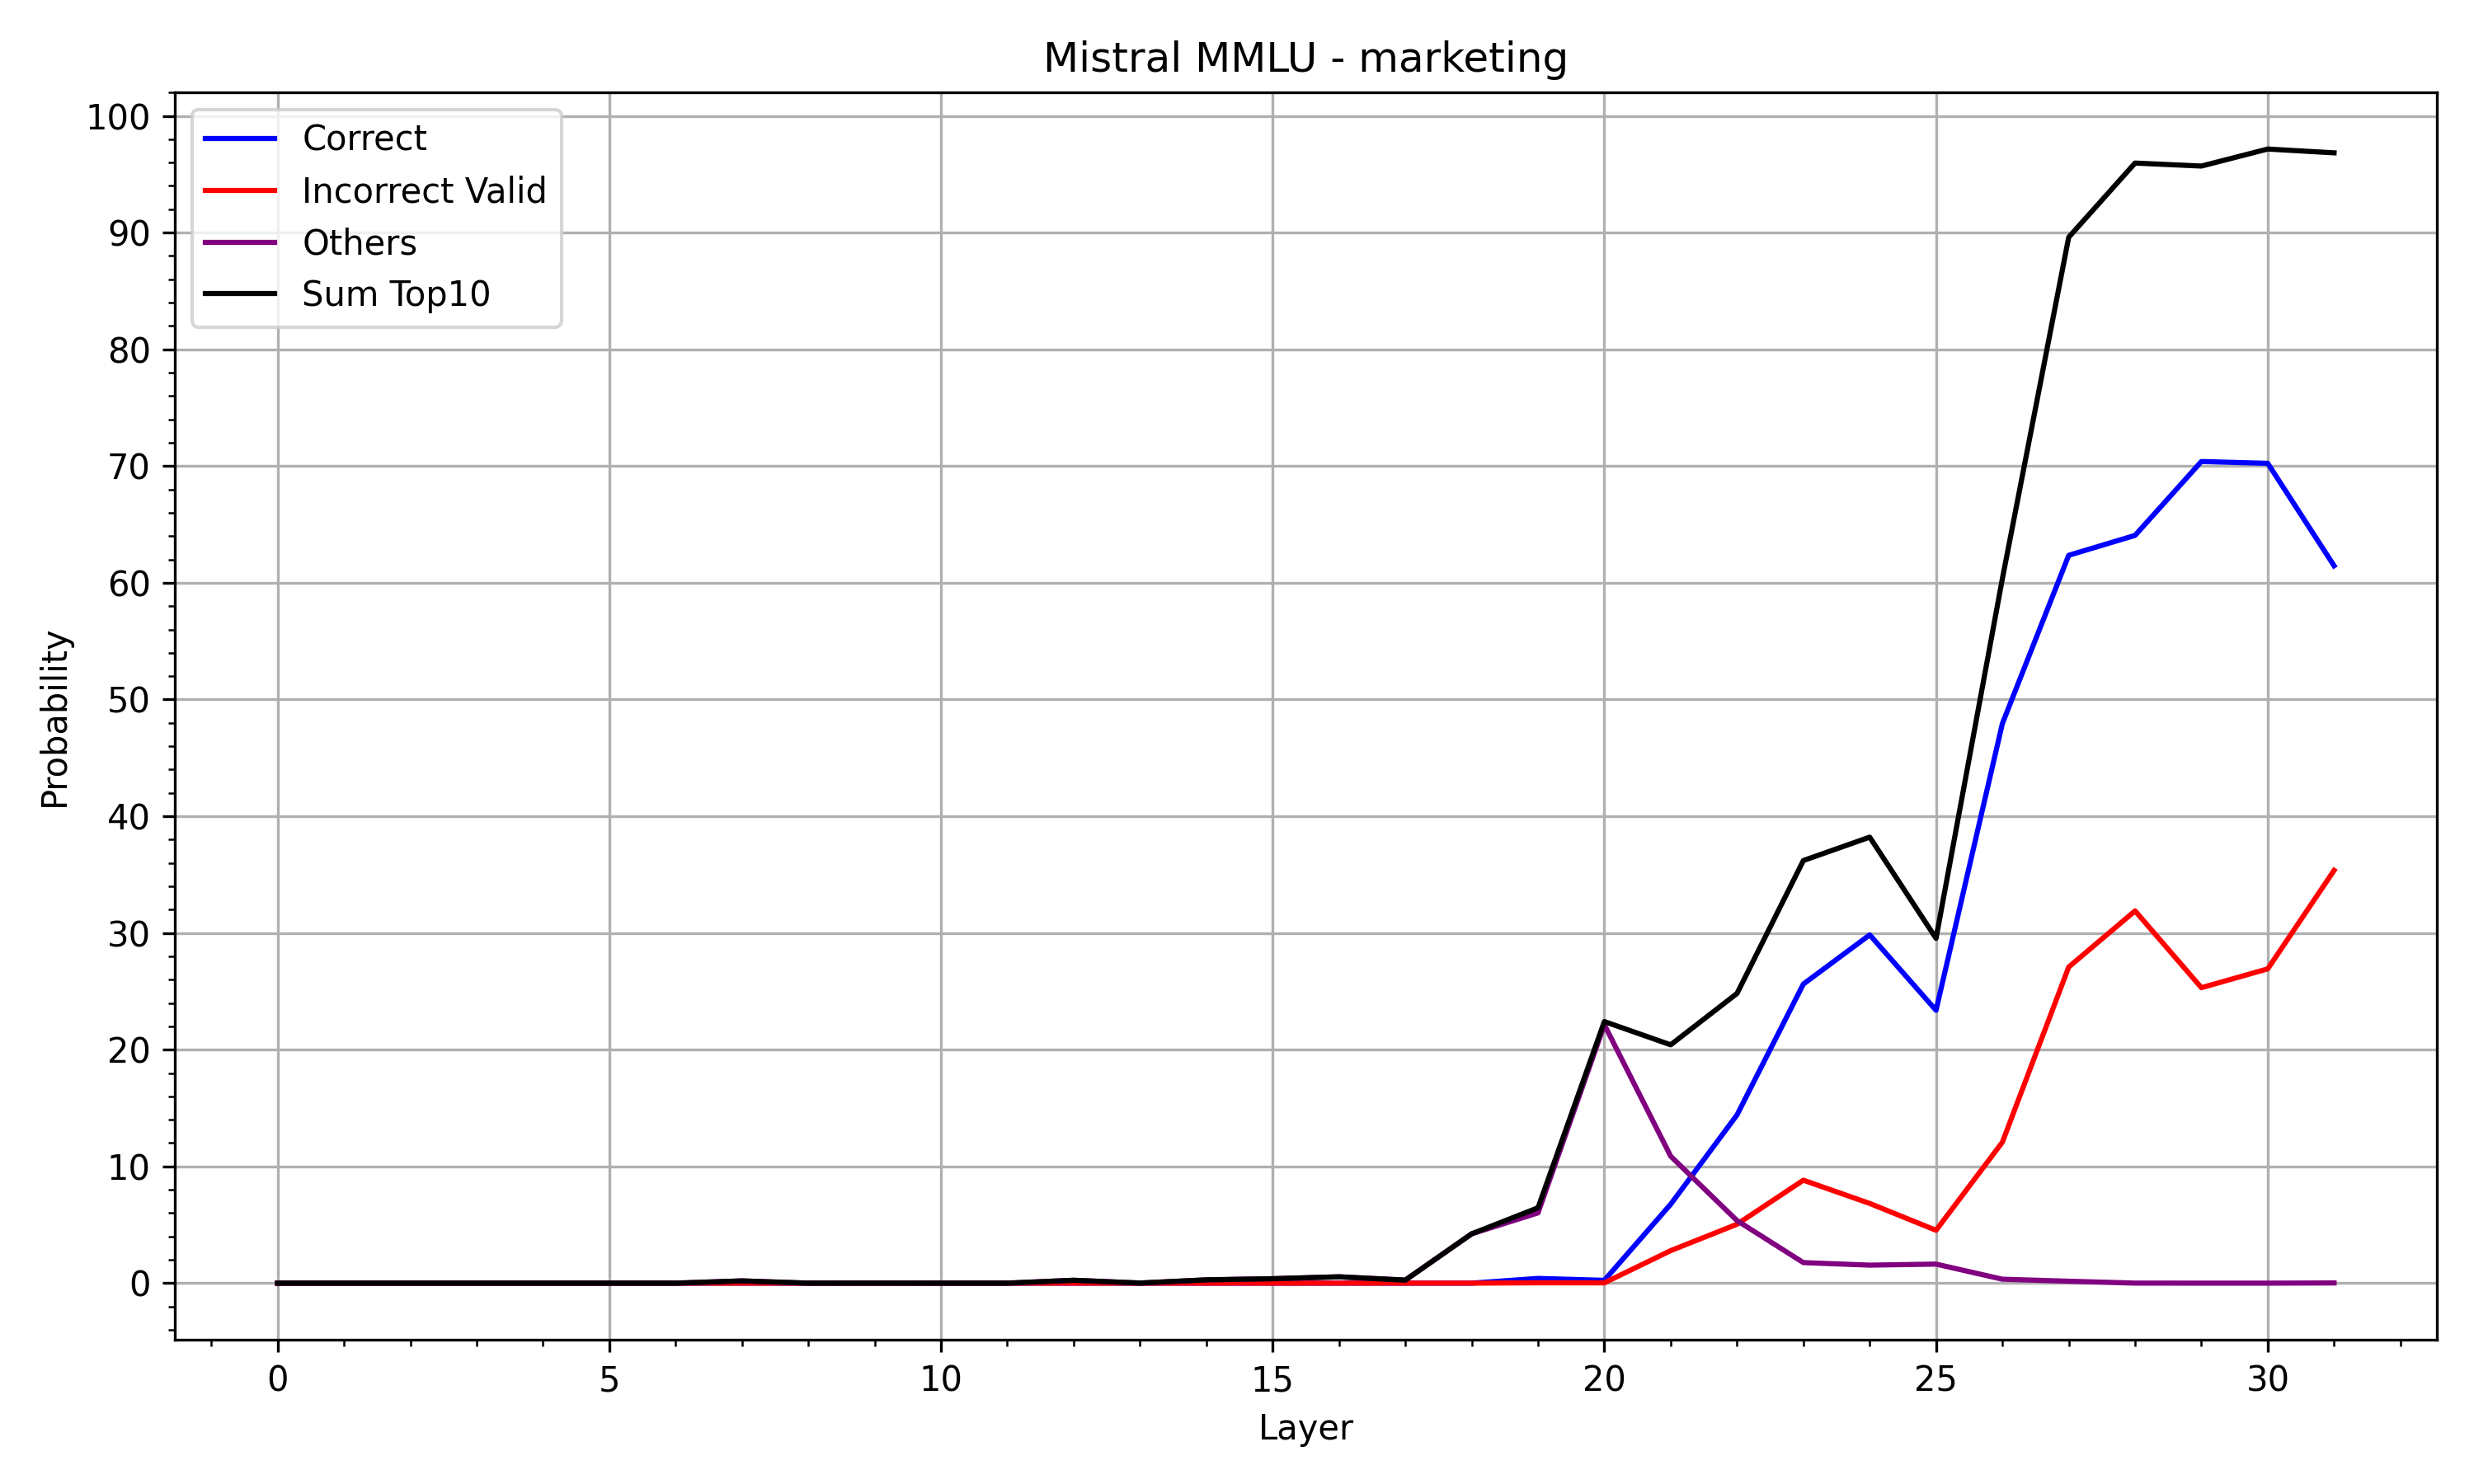 Mistral MMLU - marketing
Correct
Incorrect Valid
Others
Sum Top10
Probability
100
90
80
70
60
50
40
30
20
10
0
0 5 10 15 20 25 30
Layer